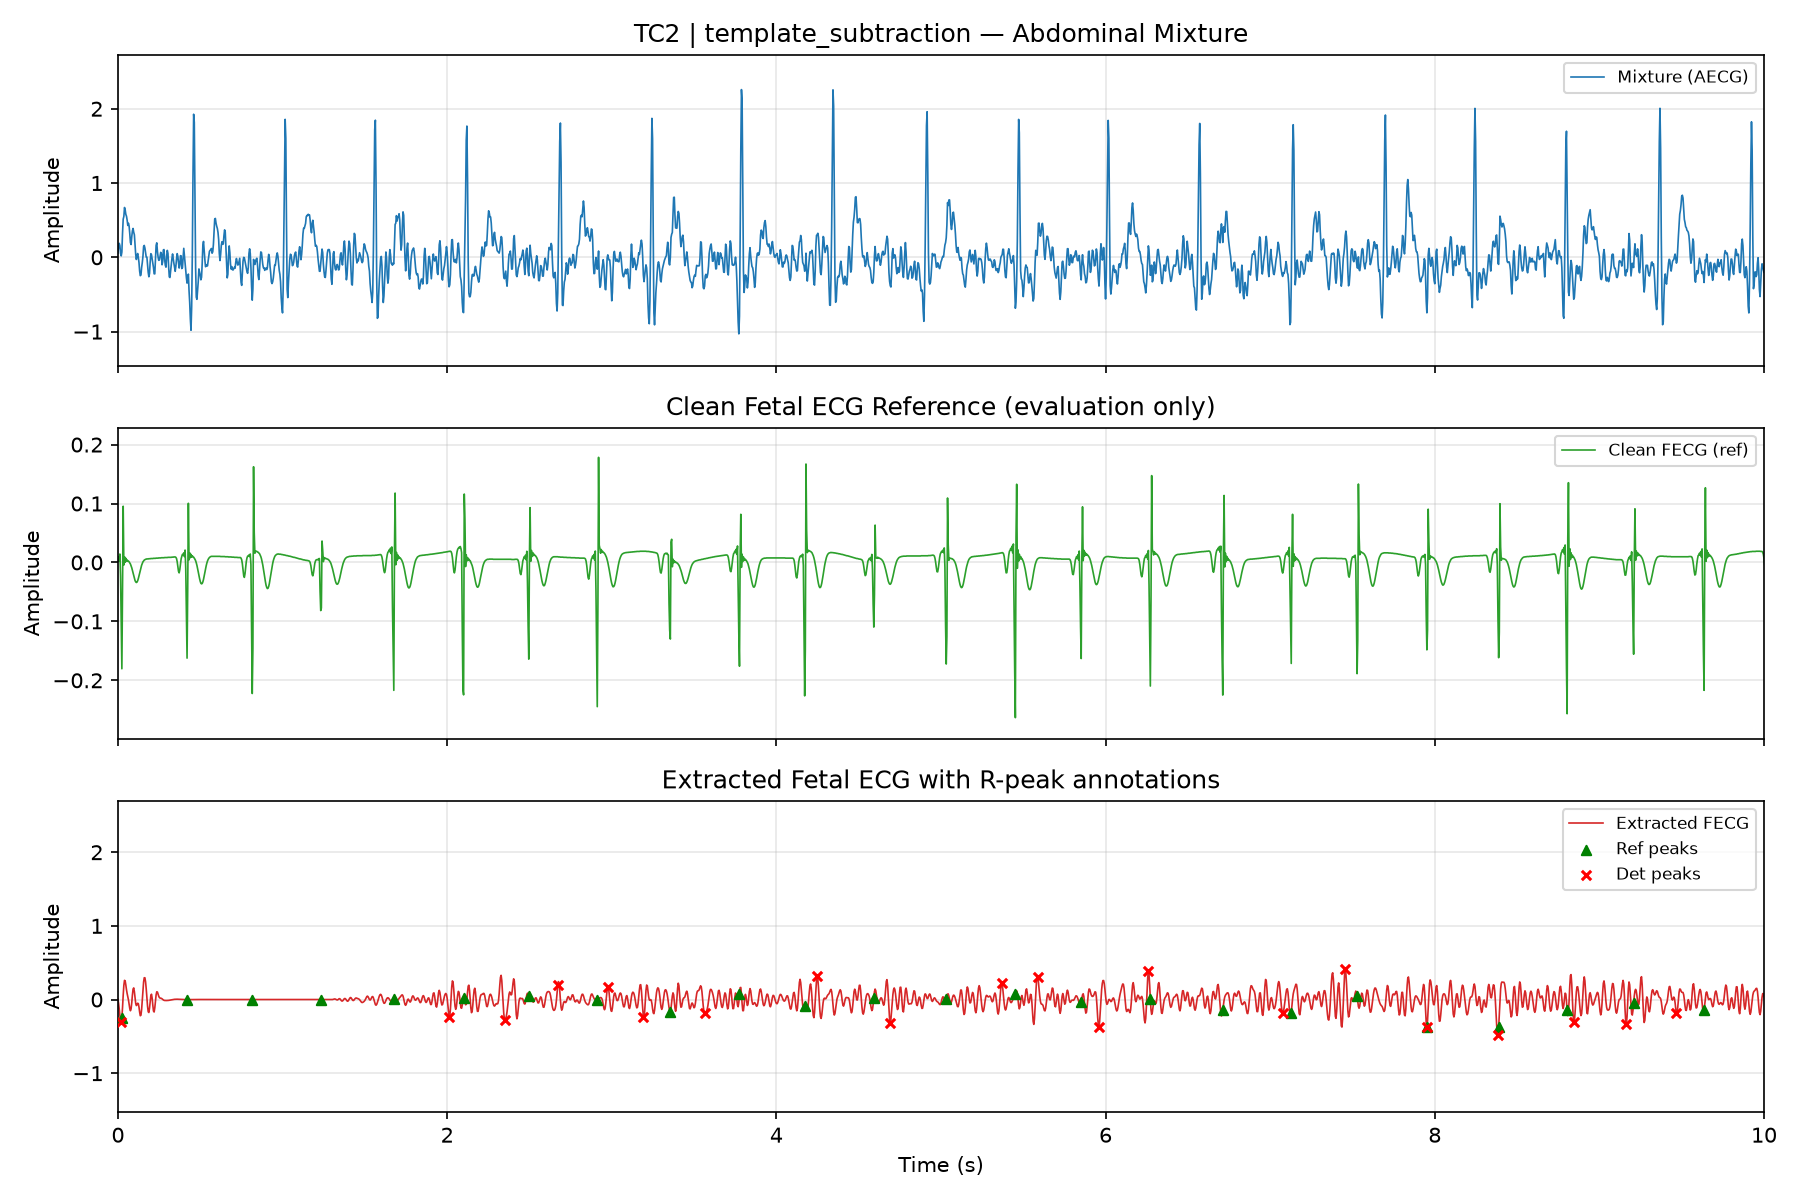 TC2 | template_subtraction — Abdominal Mixture
Mixture (AECG)
Amplitude
2
1
0
−1
Clean Fetal ECG Reference (evaluation only)
Clean FECG (ref)
Amplitude
0.2
0.1
0.0
−0.1
−0.2
Extracted Fetal ECG with R-peak annotations
Extracted FECG
Ref peaks
Det peaks
Amplitude
2
1
0
−1
0 2 4 6 8 10
Time (s)